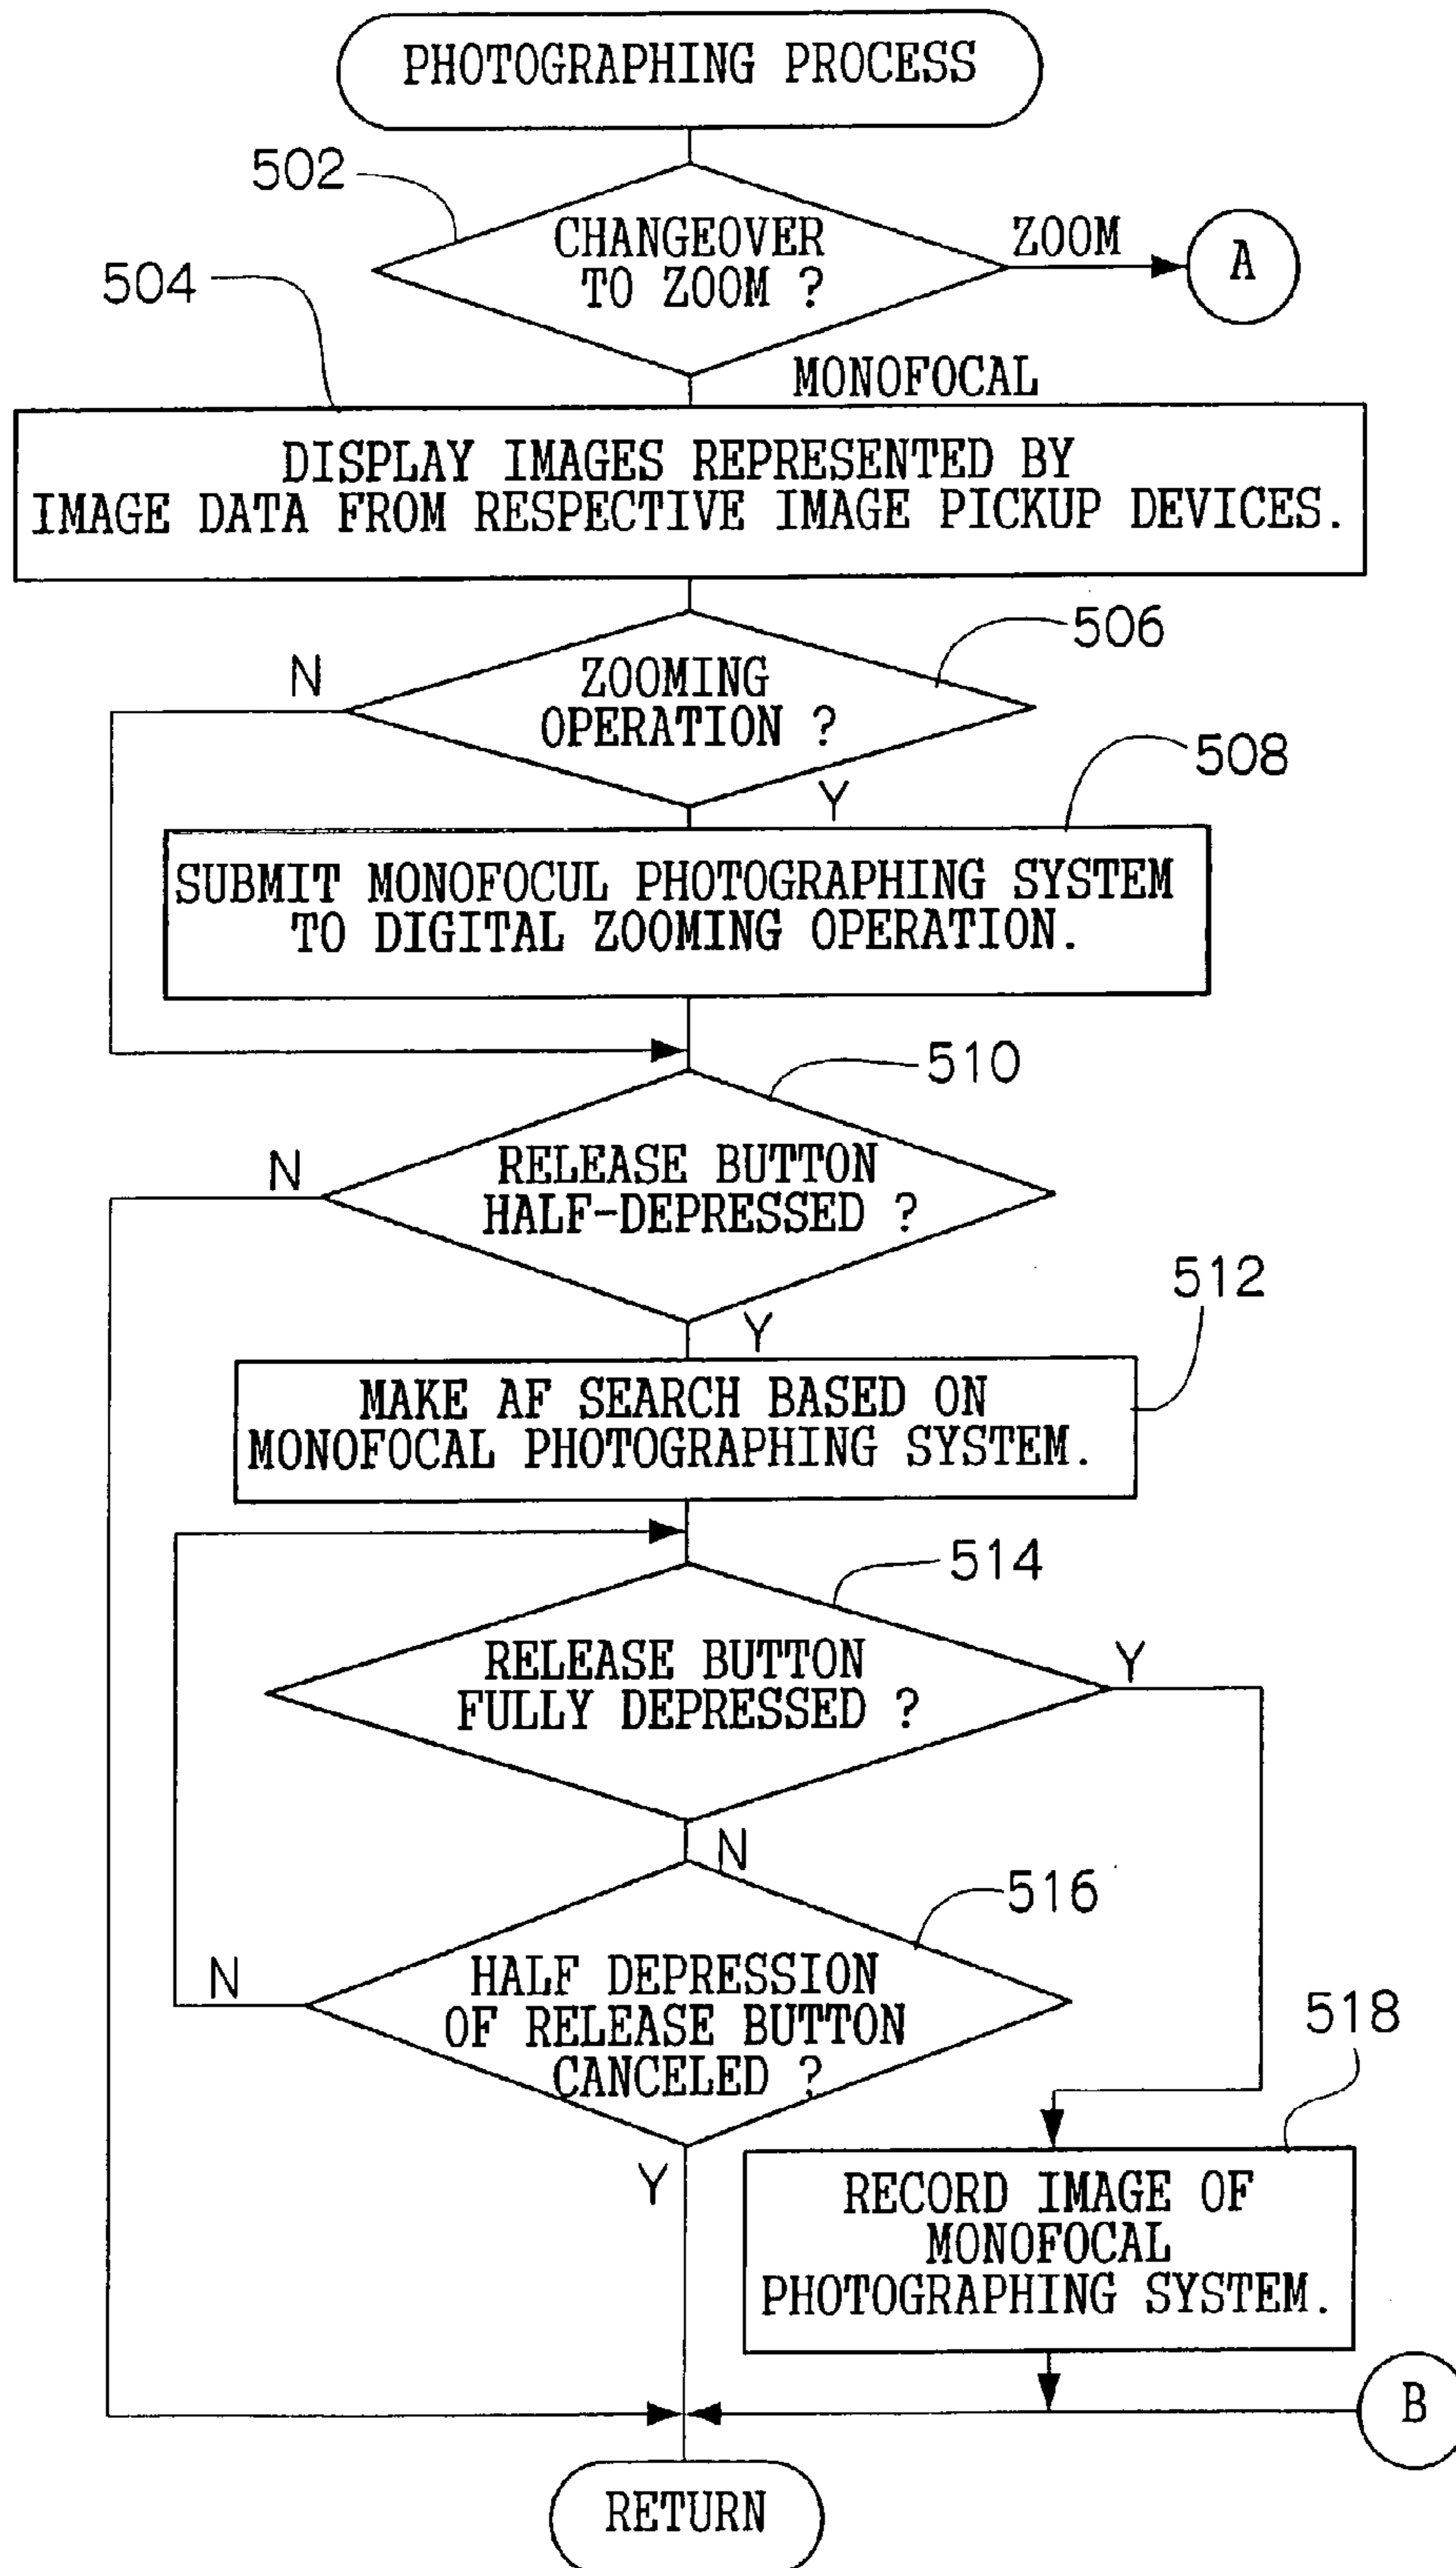 PHOTOGRAPHING PROCESS
502
CHANGEOVER
TO ZOOM ?
ZOOM
A
504
MONOFOCAL
DISPLAY IMAGES REPRESENTED BY
IMAGE DATA FROM RESPECTIVE IMAGE PICKUP DEVICES.
506
N
ZOOMING
OPERATION ?
508
Y
SUBMIT MONOFOCUL PHOTOGRAPHING SYSTEM
TO DIGITAL ZOOMING OPERATION.
510
N
RELEASE BUTTON
HALF-DEPRESSED ?
512
Y
MAKE AF SEARCH BASED ON
MONOFOCAL PHOTOGRAPHING SYSTEM.
514
RELEASE BUTTON
FULLY DEPRESSED ?
Y
N
516
N
HALF DEPRESSION
OF RELEASE BUTTON
CANCELED ?
518
Y
RECORD IMAGE OF
MONOFOCAL
PHOTOGRAPHING SYSTEM.
B
RETURN